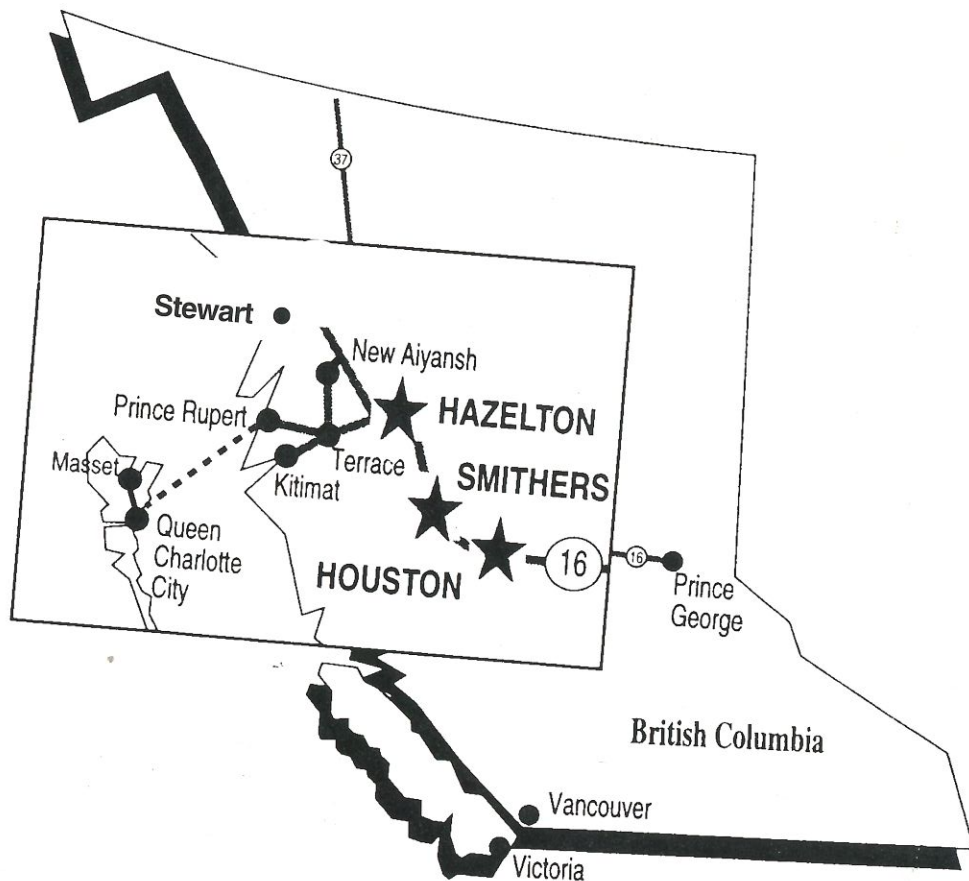 37
Stewart
New Aiyansh
Prince Rupert
HAZELTON
Terrace
Masset
Kitimat
SMITHERS
Queen
Charlotte
City
HOUSTON
16
16
Prince
George
British Columbia
Vancouver
Victoria